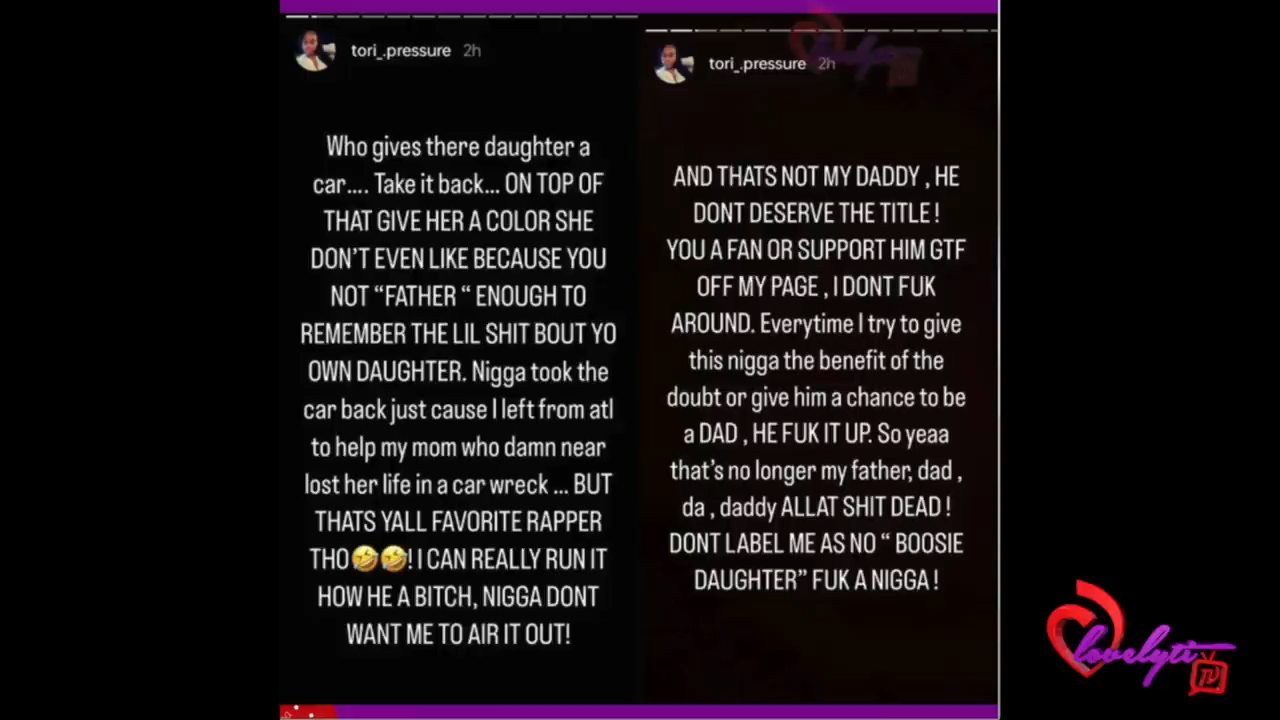 tori_.pressure 2h
Who gives there daughter a
car.... Take it back... ON TOP OF
THAT GIVE HER A COLOR SHE
DON'T EVEN LIKE BECAUSE YOU
NOT “FATHER “ ENOUGH TO
REMEMBER THE LIL SHIT BOUT YO
OWN DAUGHTER. Nigga took the
car back just cause I left from atl
to help my mom who damn near
lost her life in a car wreck ... BUT
THATS YALL FAVORITE RAPPER
THO🤣🤣! I CAN REALLY RUN IT
HOW HE A BITCH, NIGGA DONT
WANT ME TO AIR IT OUT!
tori_.pressure 2h
AND THATS NOT MY DADDY , HE
DONT DESERVE THE TITLE !
YOU A FAN OR SUPPORT HIM GTF
OFF MY PAGE , I DONT FUK
AROUND. Everytime I try to give
this nigga the benefit of the
doubt or give him a chance to be
a DAD , HE FUK IT UP. So yeaa
that's no longer my father, dad ,
da , daddy ALLAT SHIT DEAD !
DONT LABEL ME AS NO “ BOOSIE
DAUGHTER” FUK A NIGGA !
lovelyti
TV